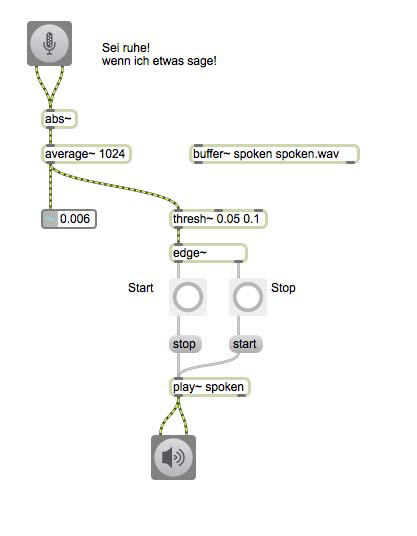 Sei ruhe!
wenn ich etwas sage!
abs~
average~ 1024
buffer~ spoken spoken.wav
0.006
thresh~ 0.05 0.1
edge~
Start
Stop
stop
start
play~ spoken